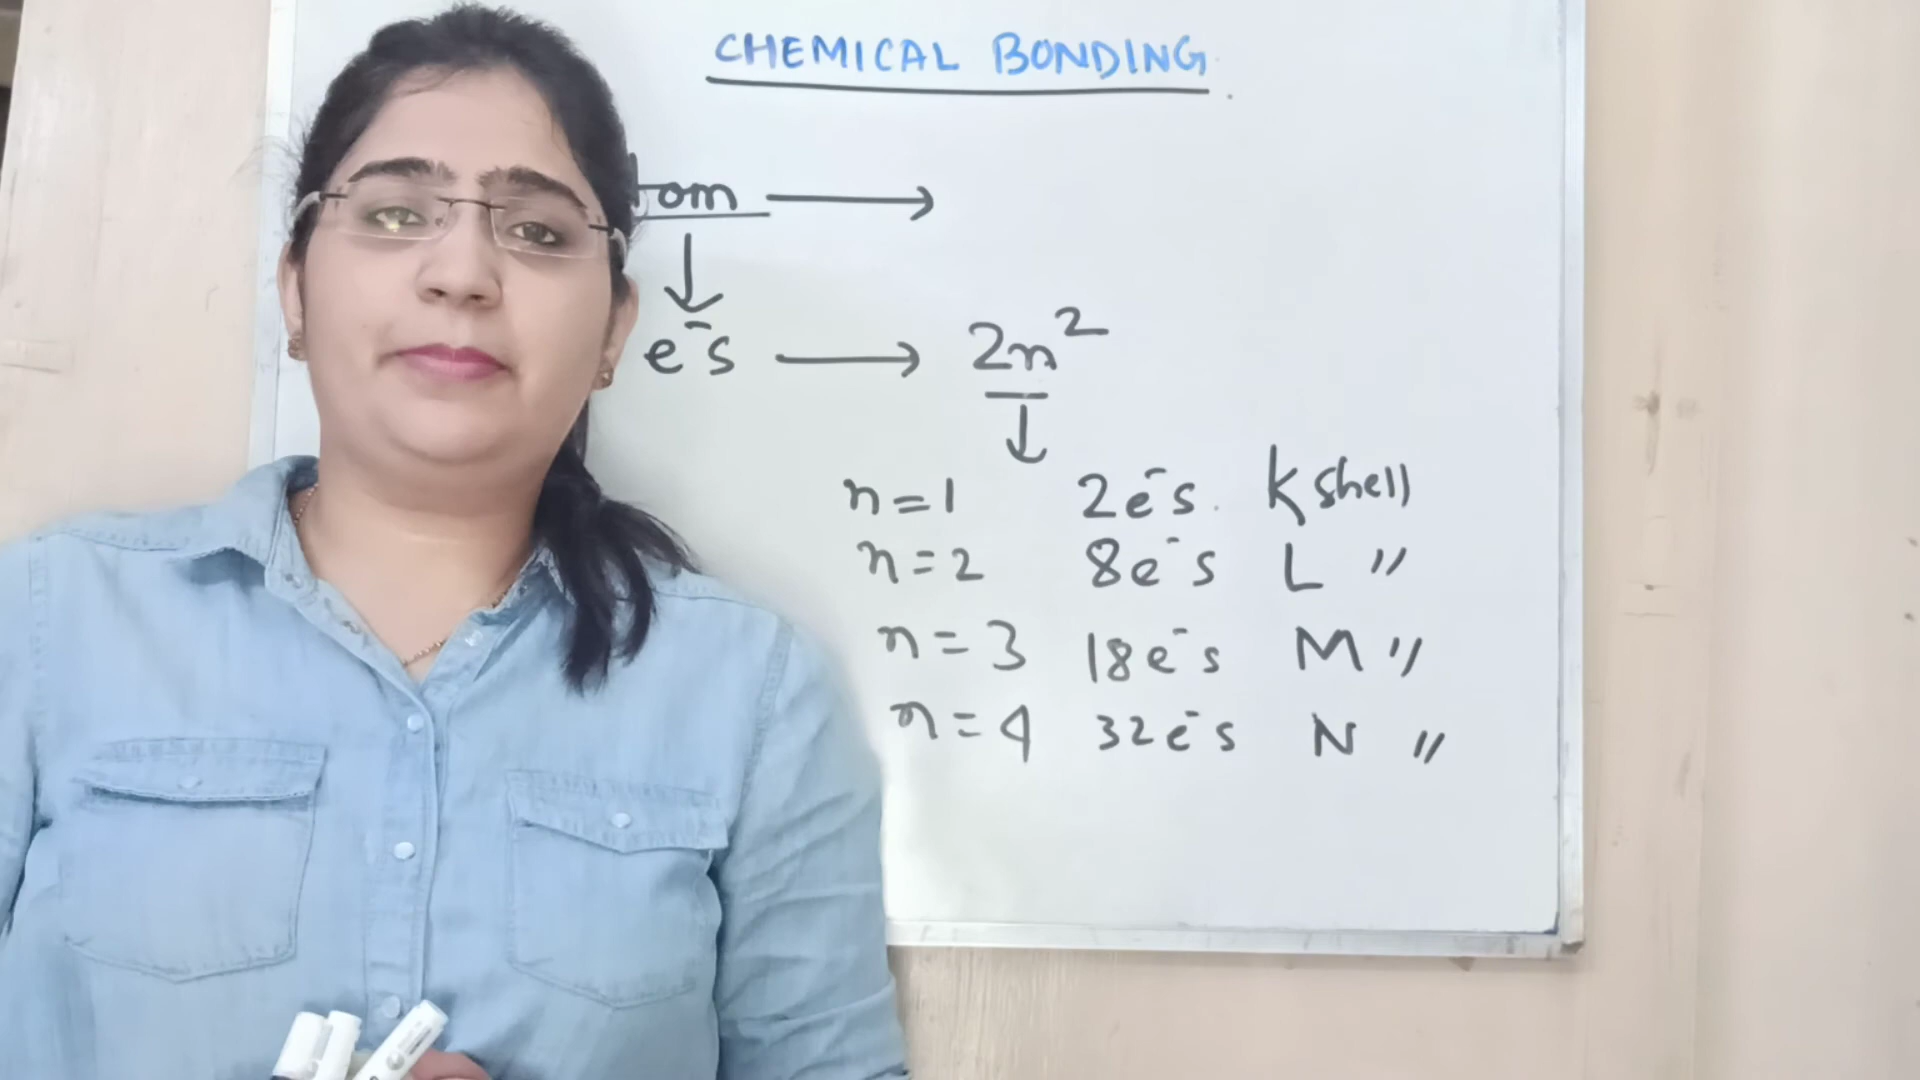 CHEMICAL BONDING
tom →
↓
e⁻s → 2n²
↓
n=1 2e⁻s. K shell
n=2 8e⁻s L "
n=3 18e⁻s M "
n=4 32e⁻s N "